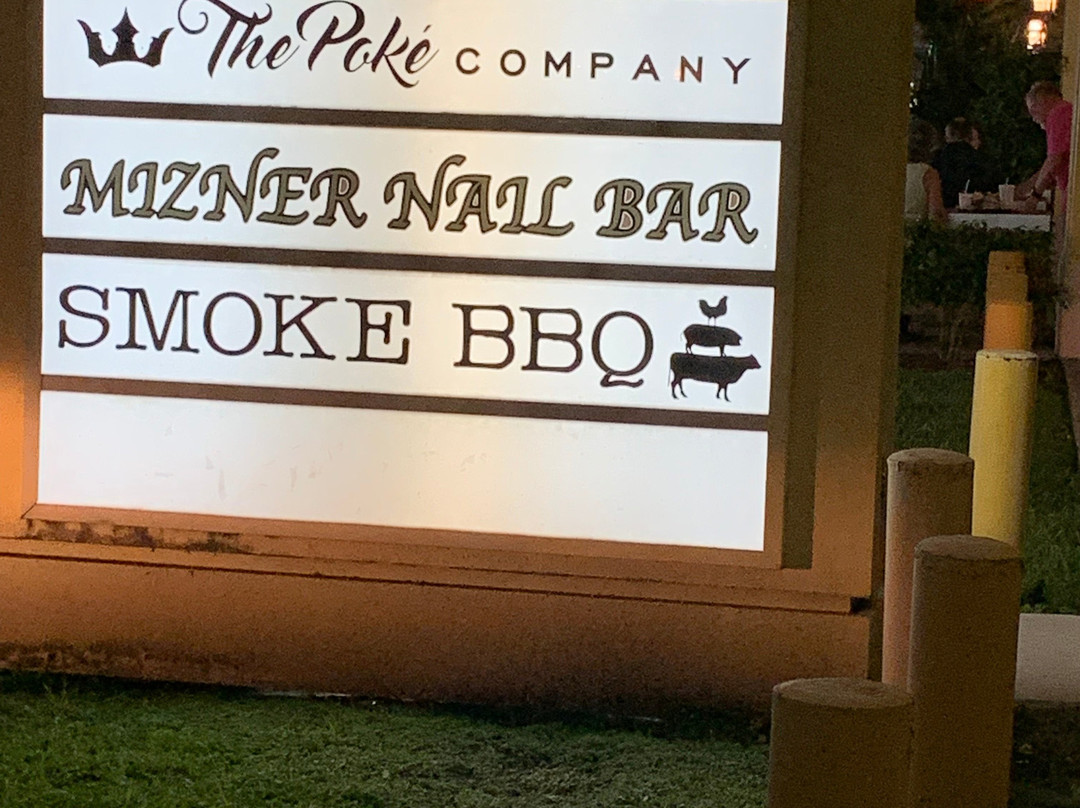 The Poké COMPANY
MIZNER NAIL BAR
SMOKE BBQ